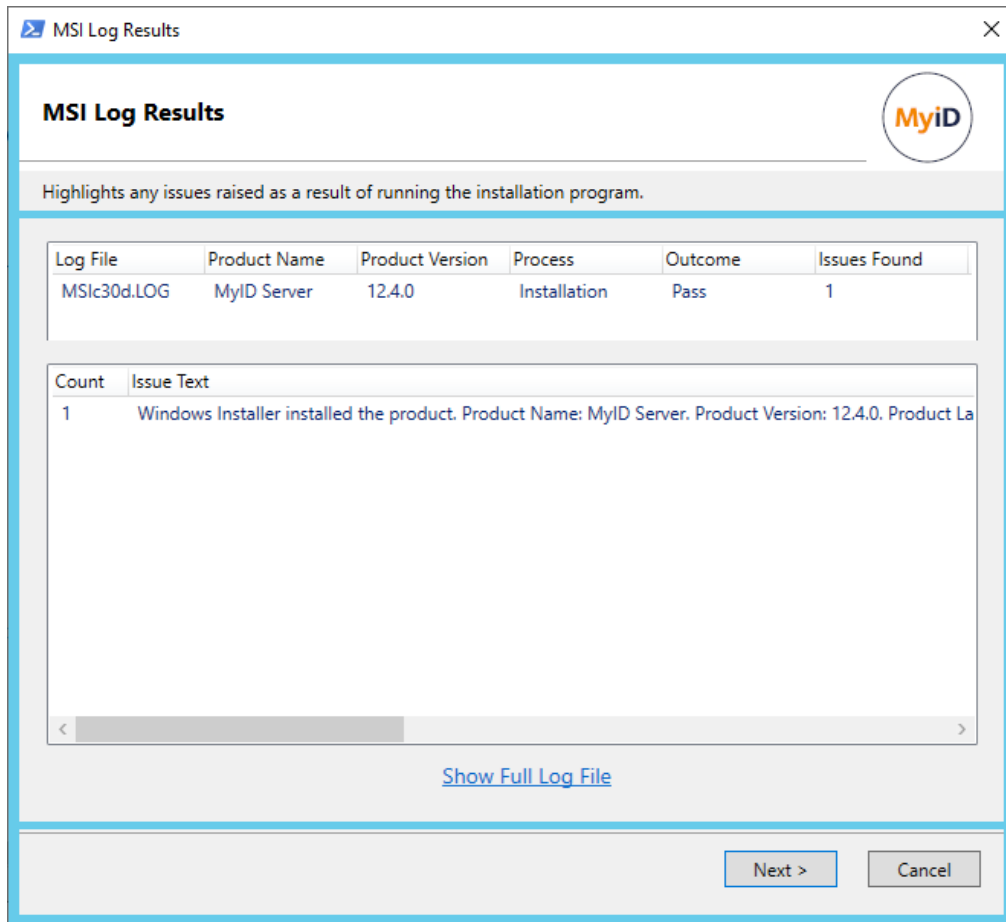 MSI Log Results
MSI Log Results
MyiD
Highlights any issues raised as a result of running the installation program.
Log File Product Name Product Version Process Outcome Issues Found
MSIc30d.LOG MyID Server 12.4.0 Installation Pass 1
Count Issue Text
1 Windows Installer installed the product. Product Name: MyID Server. Product Version: 12.4.0. Product La
Show Full Log File
Next > Cancel